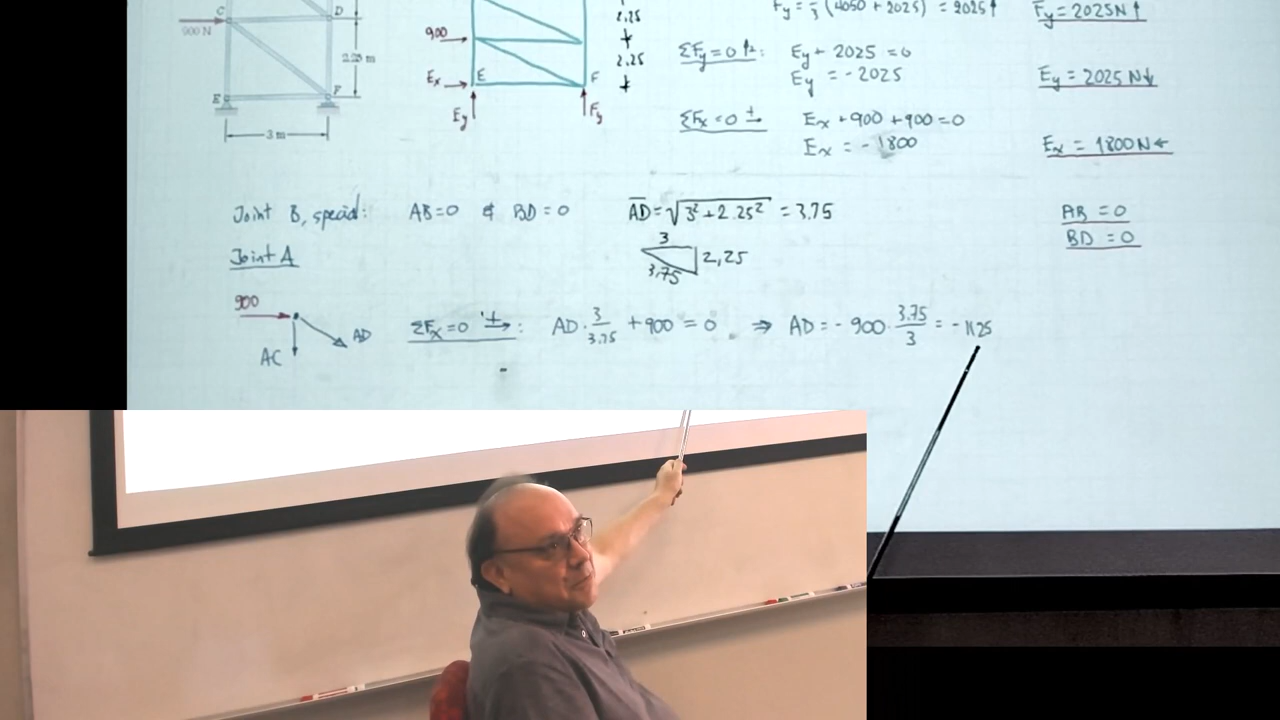 C
D
900 N
2.25 m
E
F
3 m
900
2.25
2.25
Ex
E
F
Ey
Fy
Fy = 1/3 (4050 + 2025) = 2025↑
Fy = 2025N↑
ΣFy = 0 ↑+: Ey + 2025 = 0
Ey = -2025
Ey = 2025 N↓
ΣFx = 0 +→ Ex + 900 + 900 = 0
Ex = -1800
Ex = 1800N←
Joint B, special: AB = 0 & BD = 0 AD = √3² + 2.25² = 3.75
AB = 0
BD = 0
Joint A
3
2,25
3.75
900
AD
AC
ΣFx = 0 +→: AD · 3/3.75 + 900 = 0 ⇒ AD = - 900 · 3.75/3 = -1125